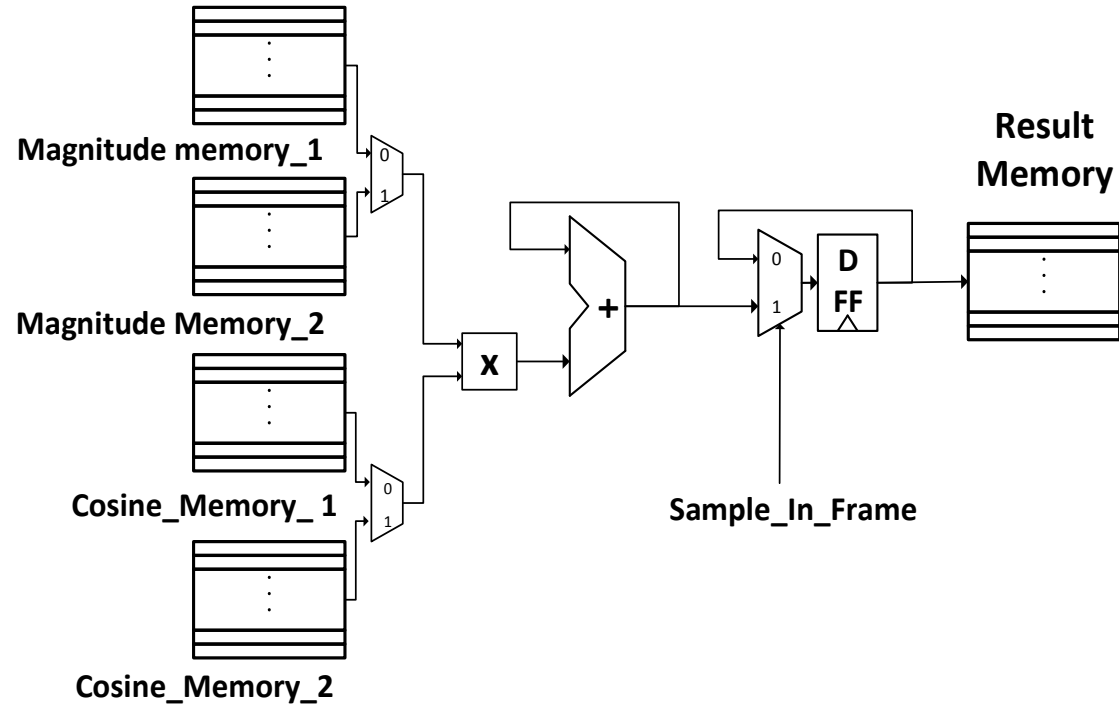 Magnitude memory_1
0
1
Magnitude Memory_2
Cosine_Memory_ 1
0
1
Cosine_Memory_2
x
+
0
1
D
FF
Sample_In_Frame
Result
Memory